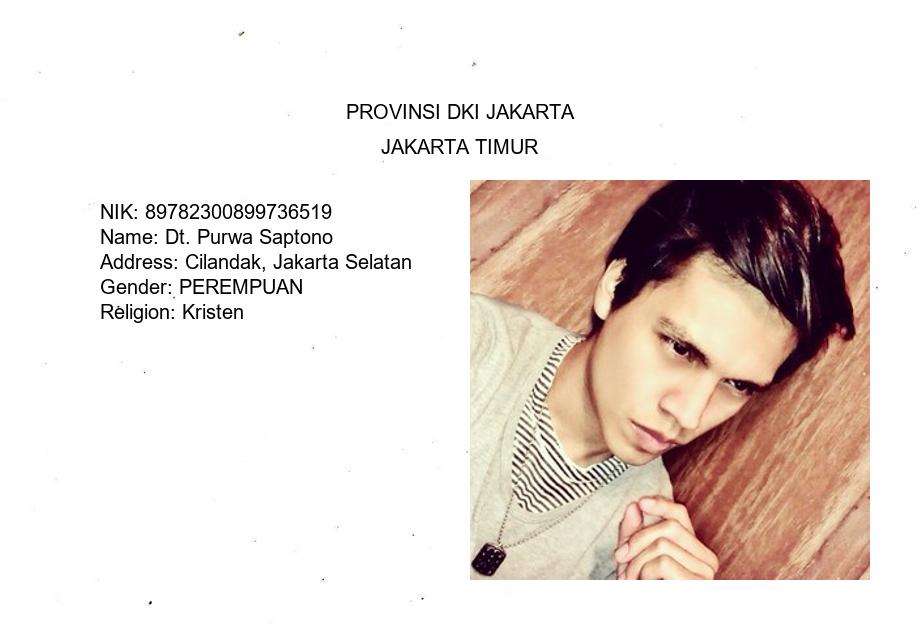 PROVINSI DKI JAKARTA
JAKARTA TIMUR
NIK: 89782300899736519
Name: Dt. Purwa Saptono
Address: Cilandak, Jakarta Selatan
Gender: PEREMPUAN
Religion: Kristen